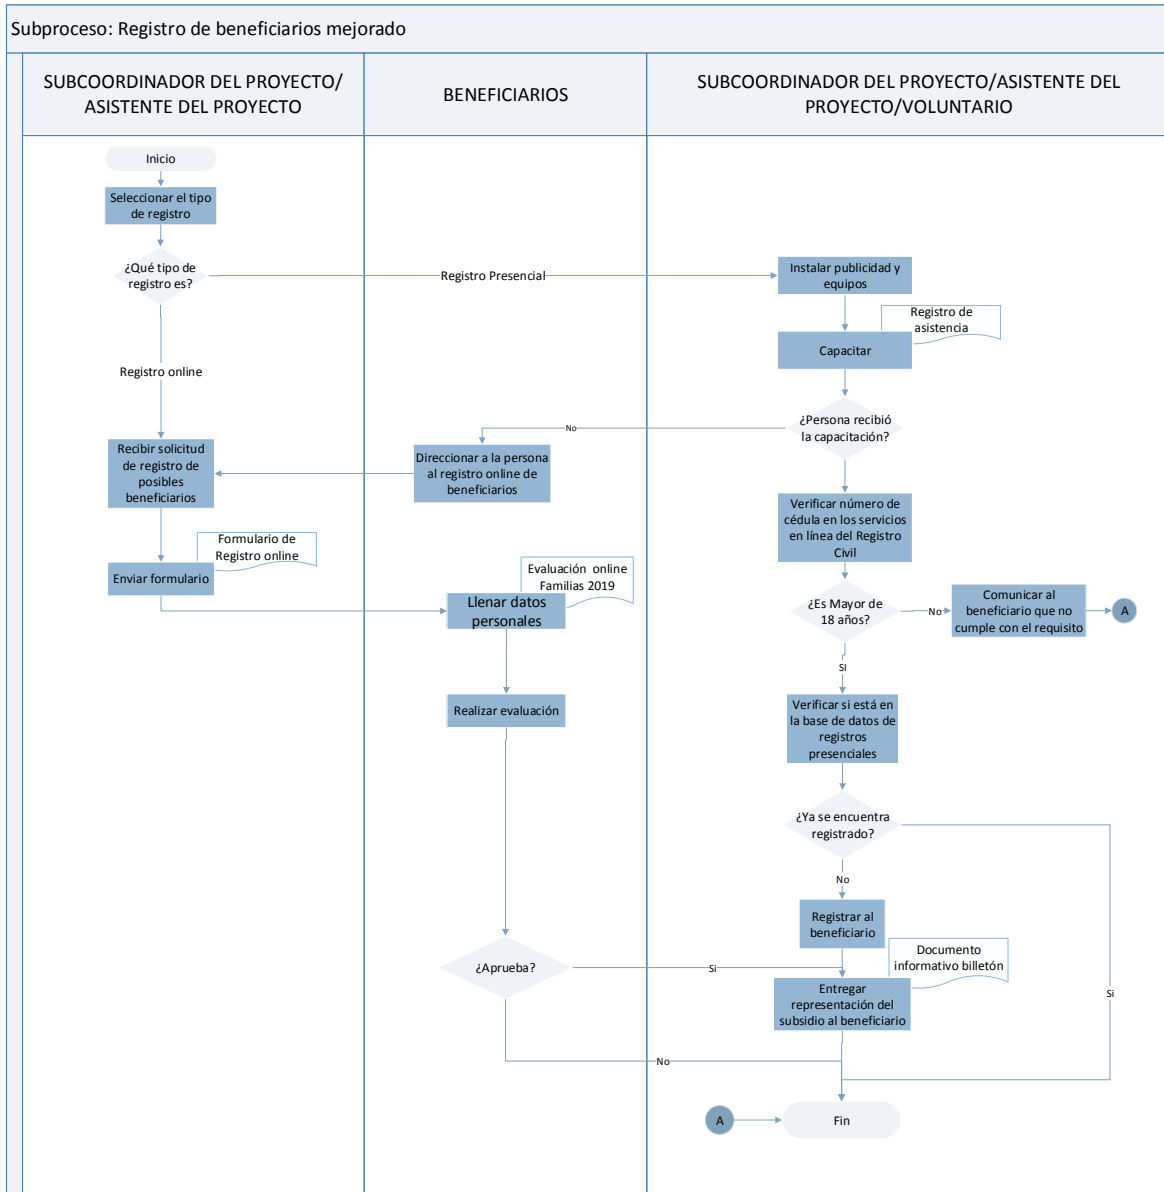 Subproceso: Registro de beneficiarios mejorado
SUBCOORDINADOR DEL PROYECTO/
ASISTENTE DEL PROYECTO
BENEFICIARIOS
SUBCOORDINADOR DEL PROYECTO/ASISTENTE DEL
PROYECTO/VOLUNTARIO
Inicio
Seleccionar el tipo
de registro
¿Qué tipo de
registro es?
Registro Presencial
Instalar publicidad y
equipos
Registro de
asistencia
Capacitar
Registro online
¿Persona recibió
la capacitación?
No
Direccionar a la persona
al registro online de
beneficiarios
Recibir solicitud
de registro de
posibles
beneficiarios
Verificar número de
cédula en los servicios
en línea del Registro
Civil
Formulario de
Registro online
Enviar formulario
Evaluación online
Familias 2019
Llenar datos
personales
¿Es Mayor de
18 años?
No
Comunicar al
beneficiario que no
cumple con el requisito
A
SI
Realizar evaluación
Verificar si está en
la base de datos de
registros
presenciales
¿Ya se encuentra
registrado?
No
Registrar al
beneficiario
Documento
informativo billetón
¿Aprueba?
Si
Entregar
representación del
subsidio al beneficiario
Si
No
A
Fin